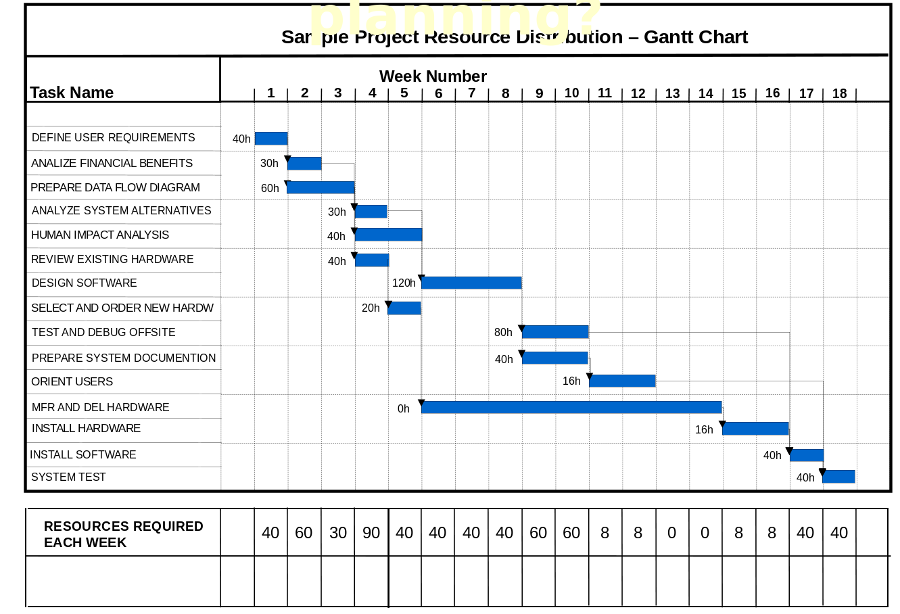 planning?
Sample Project Resource Distribution – Gantt Chart
Week Number
Task Name
1 2 3 4 5 6 7 8 9 10 11 12 13 14 15 16 17 18
DEFINE USER REQUIREMENTS 40h
ANALIZE FINANCIAL BENEFITS 30h
PREPARE DATA FLOW DIAGRAM 60h
ANALYZE SYSTEM ALTERNATIVES 30h
HUMAN IMPACT ANALYSIS 40h
REVIEW EXISTING HARDWARE 40h
DESIGN SOFTWARE 120h
SELECT AND ORDER NEW HARDW 20h
TEST AND DEBUG OFFSITE 80h
PREPARE SYSTEM DOCUMENTION 40h
ORIENT USERS 16h
MFR AND DEL HARDWARE 0h
INSTALL HARDWARE 16h
INSTALL SOFTWARE 40h
SYSTEM TEST 40h
RESOURCES REQUIRED
EACH WEEK
40 60 30 90 40 40 40 40 60 60 8 8 0 0 8 8 40 40